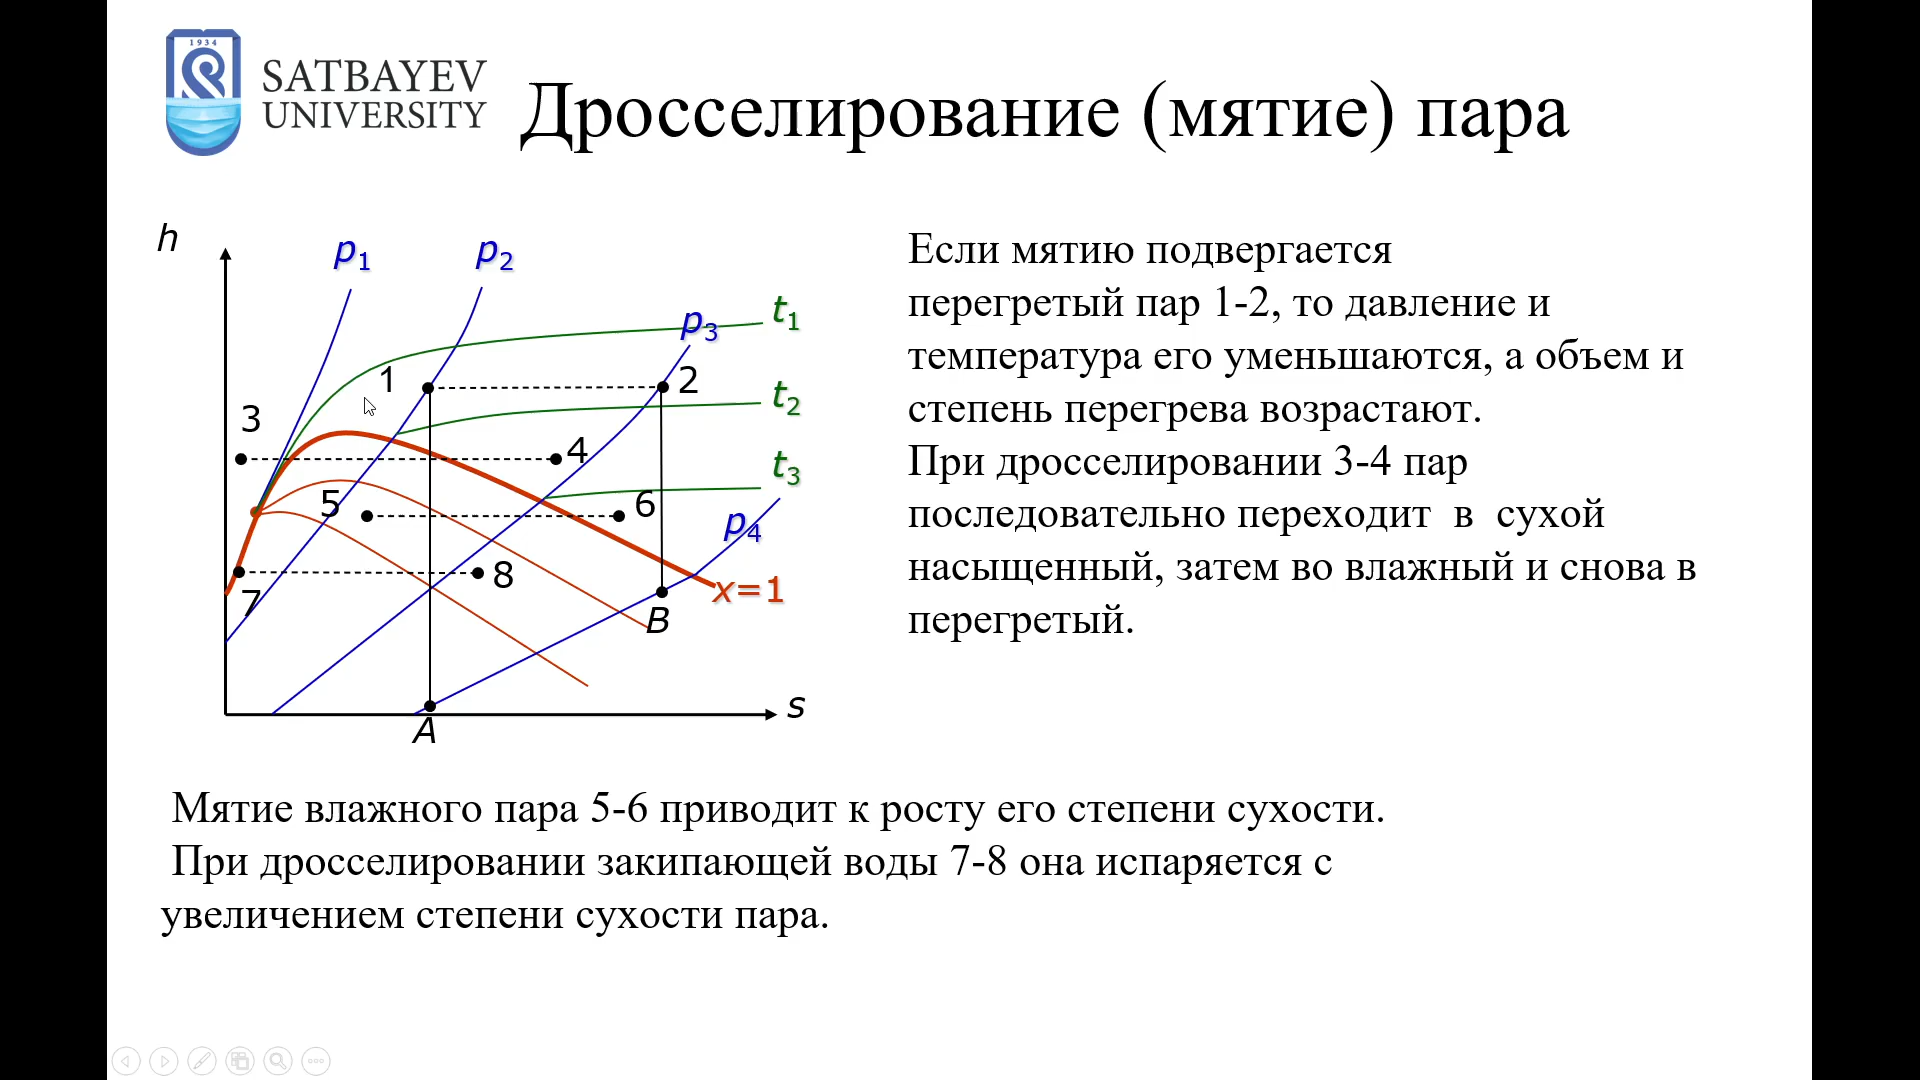 1934
SATBAYEV
UNIVERSITY
Дросселирование (мятие) пара
h
p1
p2
p3
t1
1
2
t2
3
4
t3
5
6
p4
8
x=1
7
B
s
A
Если мятию подвергается
перегретый пар 1-2, то давление и
температура его уменьшаются, а объем и
степень перегрева возрастают.
При дросселировании 3-4 пар
последовательно переходит в сухой
насыщенный, затем во влажный и снова в
перегретый.
Мятие влажного пара 5-6 приводит к росту его степени сухости.
При дросселировании закипающей воды 7-8 она испаряется с
увеличением степени сухости пара.